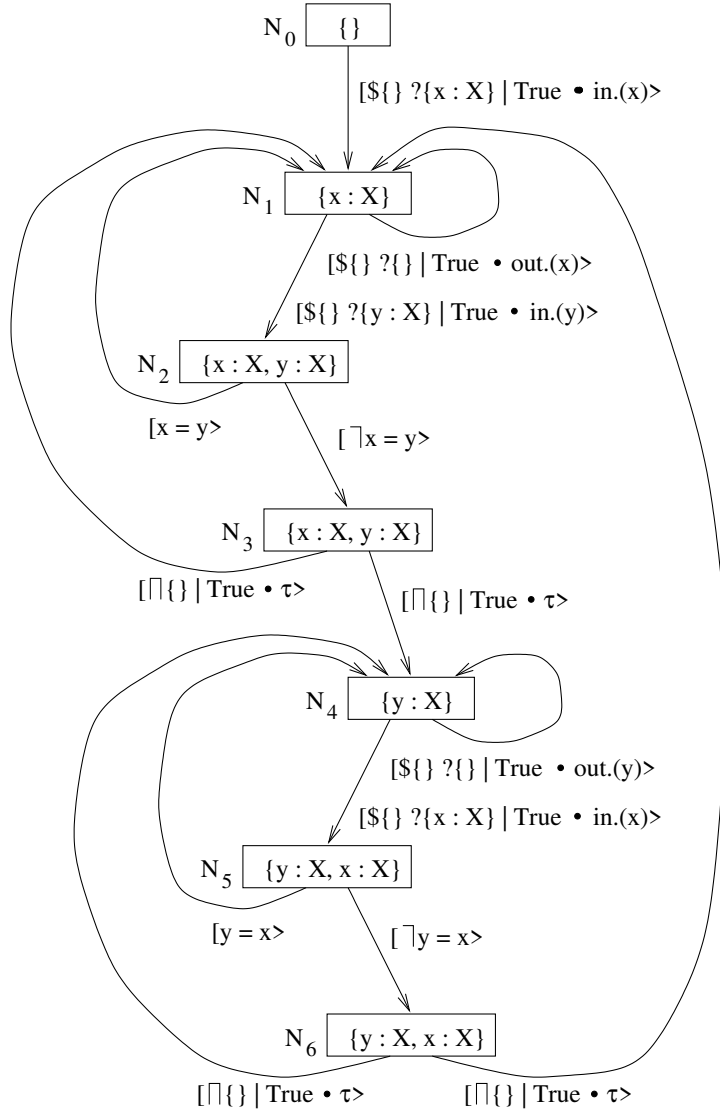 N0 {}
[${} ?{x : X} | True • in.(x)>
N1 {x : X}
[${} ?{} | True • out.(x)>
[${} ?{y : X} | True • in.(y)>
N2 {x : X, y : X}
[x = y> [¬x = y>
N3 {x : X, y : X}
[⊓{} | True • τ> [⊓{} | True • τ>
N4 {y : X}
[${} ?{} | True • out.(y)>
[${} ?{x : X} | True • in.(x)>
N5 {y : X, x : X}
[y = x> [¬y = x>
N6 {y : X, x : X}
[⊓{} | True • τ> [⊓{} | True • τ>